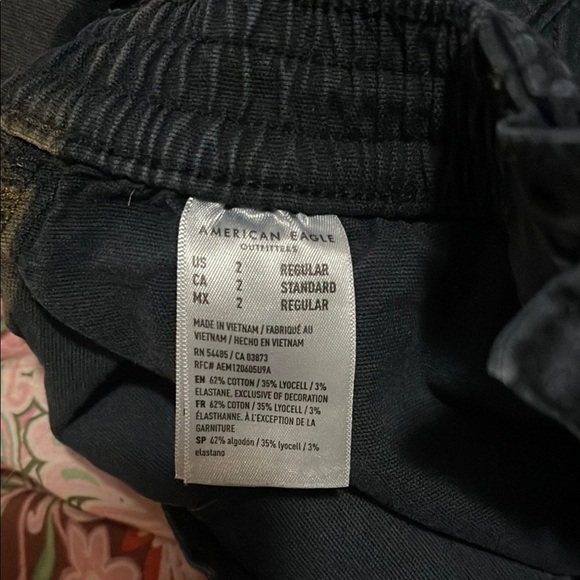 AMERICAN EAGLE
OUTFITTERS
US 2 REGULAR
CA 2 STANDARD
MX 2 REGULAR
MADE IN VIETNAM / FABRIQUÉ AU
VIETNAM / HECHO EN VIETNAM
RN 54485 / CA 03873
RFC# AEM120605U9A
EN 62% COTTON / 35% LYOCELL / 3%
ELASTANE, EXCLUSIVE OF DECORATION
FR 62% COTON / 35% LYOCELL / 3%
ÉLASTHANNE, À L'EXCEPTION DE LA
GARNITURE
SP 62% algodón / 35% lyocell / 3%
elastano